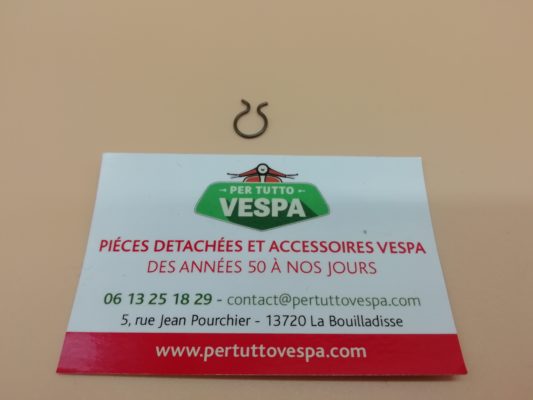 PER TUTTO
VESPA
PIÉCES DETACHÉES ET ACCESSOIRES VESPA
DES ANNÉES 50 À NOS JOURS
06 13 25 18 29 - contact@pertuttovespa.com
5, rue Jean Pourchier - 13720 La Bouilladisse
www.pertuttovespa.com